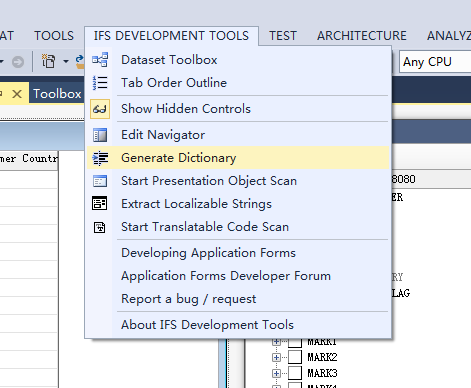 AT TOOLS IFS DEVELOPMENT TOOLS TEST ARCHITECTURE ANALYZ
Any CPU
Toolbox
Dataset Toolbox
Tab Order Outline
Show Hidden Controls
Edit Navigator
Generate Dictionary
Start Presentation Object Scan
Extract Localizable Strings
Start Translatable Code Scan
Developing Application Forms
Application Forms Developer Forum
Report a bug / request
About IFS Development Tools
mer Countr
8080
ER
RY
LAG
MARK1
MARK2
MARK3